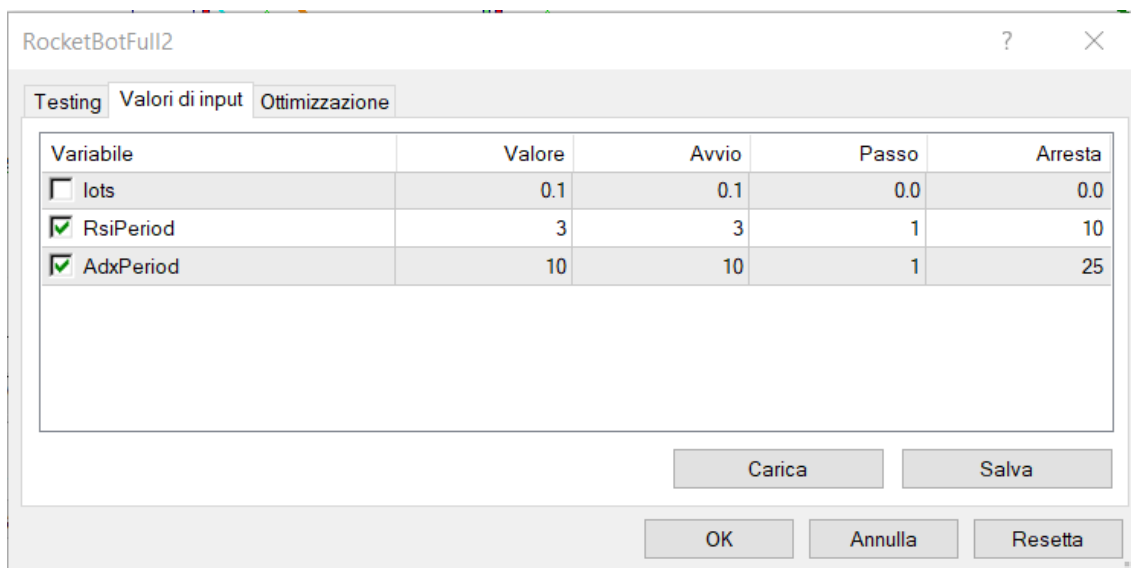 RocketBotFull2 ?
Testing Valori di input Ottimizzazione
Variabile Valore Avvio Passo Arresta
lots 0.1 0.1 0.0 0.0
RsiPeriod 3 3 1 10
AdxPeriod 10 10 1 25
Carica Salva
OK Annulla Resetta